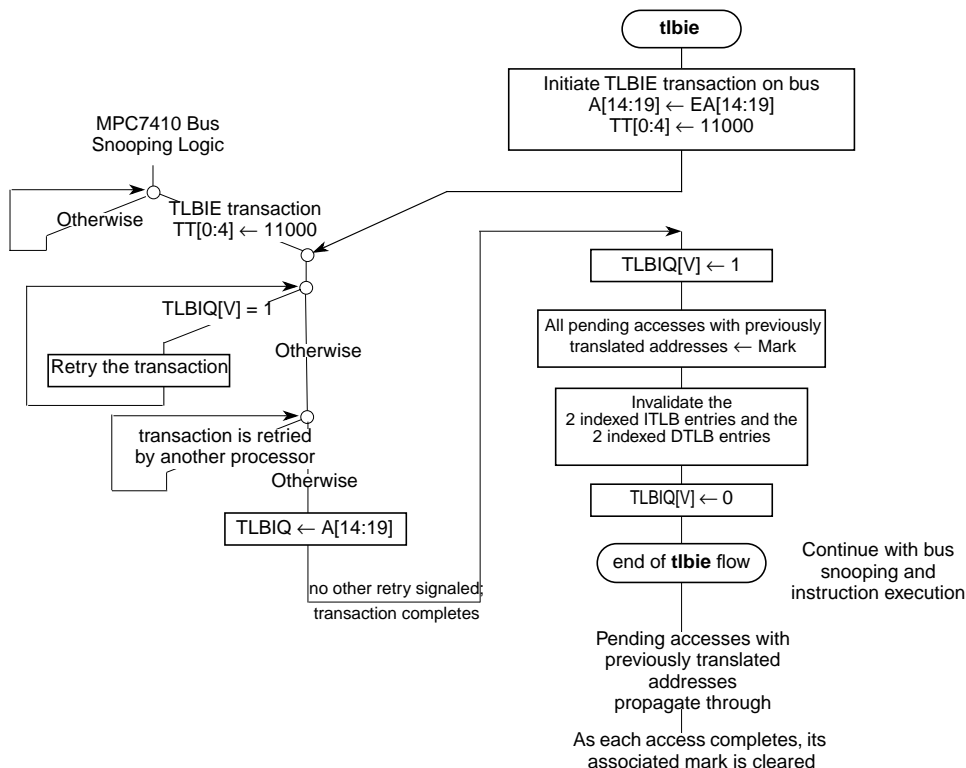 tlbie
Initiate TLBIE transaction on bus
A[14:19] ← EA[14:19]
TT[0:4] ← 11000
MPC7410 Bus
Snooping Logic
Otherwise
TLBIE transaction
TT[0:4] ← 11000
TLBIQ[V] = 1
Retry the transaction
Otherwise
transaction is retried
by another processor
Otherwise
TLBIQ ← A[14:19]
no other retry signaled;
transaction completes
TLBIQ[V] ← 1
All pending accesses with previously
translated addresses ← Mark
Invalidate the
2 indexed ITLB entries and the
2 indexed DTLB entries
TLBIQ[V] ← 0
end of tlbie flow
Continue with bus
snooping and
instruction execution
Pending accesses with
previously translated
addresses
propagate through
As each access completes, its
associated mark is cleared